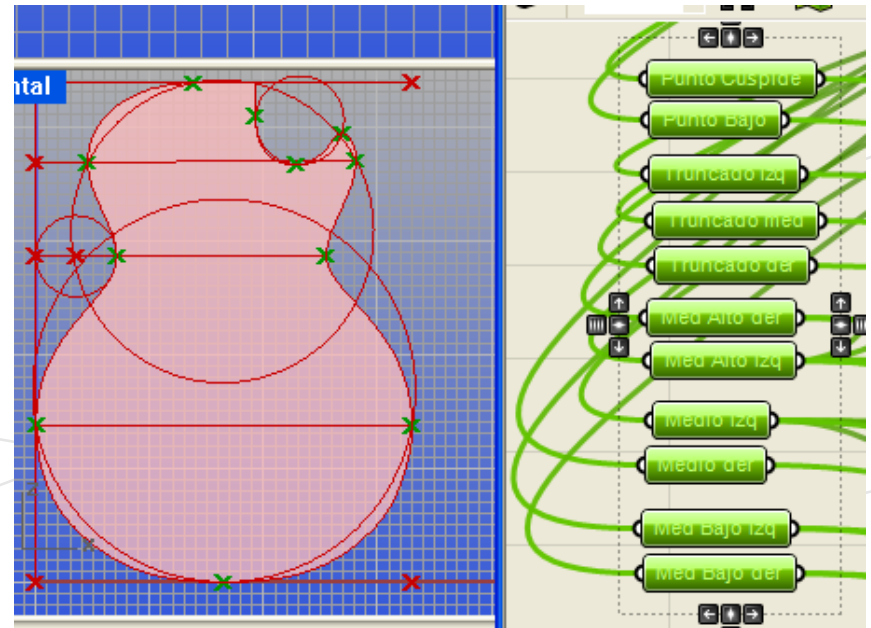 ntal
Punto Cuspide
Punto Bajo
Truncado izq
Truncado med
Truncado der
Med Alto der
Med Alto izq
Medio izq
Medio der
Med Bajo izq
Med Bajo der
z
x